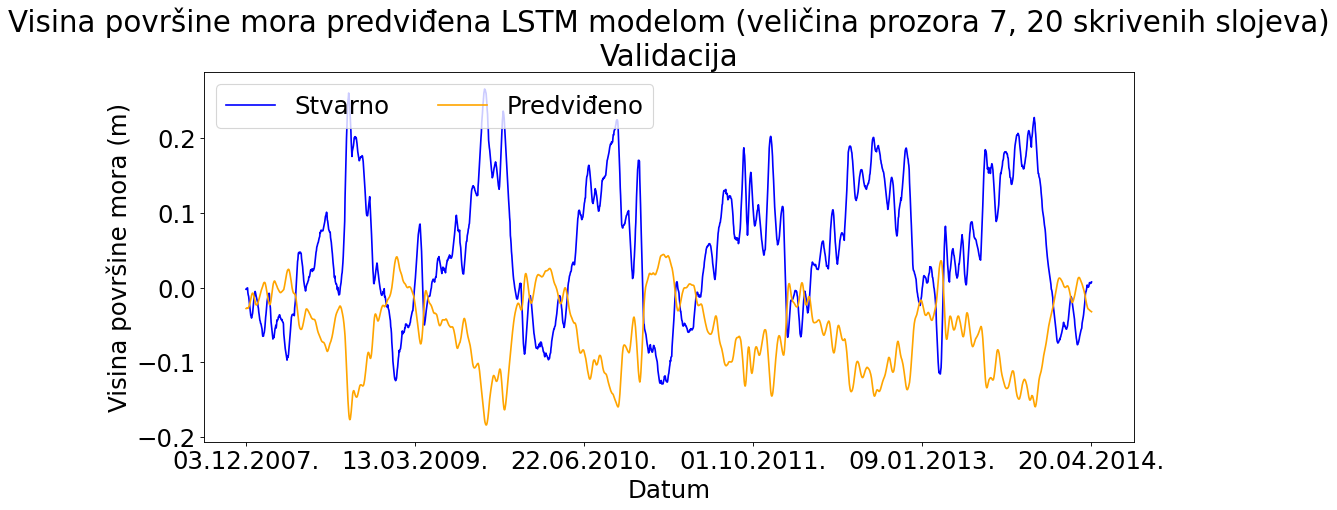 Visina površine mora predviđena LSTM modelom (veličina prozora 7, 20 skrivenih slojeva)
Validacija
Stvarno
Predviđeno
Visina površine mora (m)
0.2
0.1
0.0
−0.1
−0.2
03.12.2007.
13.03.2009.
22.06.2010.
01.10.2011.
09.01.2013.
20.04.2014.
Datum